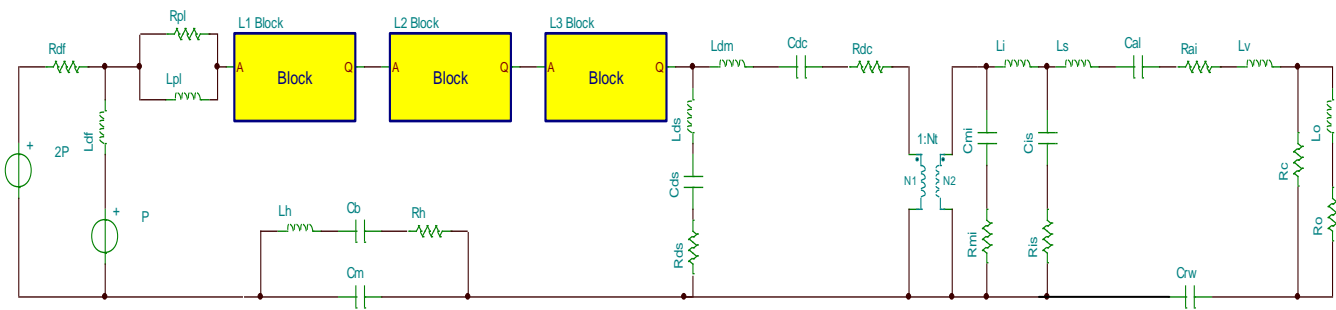 Rpl
L1 Block
L2 Block
L3 Block
Rdf
Ldm
Cdc
Rdc
Li
Ls
Cal
Rai
Lv
A
Block
Q
A
Block
Q
A
Block
Q
Lpl
Lds
Lo
Ldf
+
2P
1:Nt
Cmi
Cis
Rc
Cds
N1
N2
+
P
Lh
Cb
Rh
Rds
Rmi
Ris
Ro
Cm
Crw